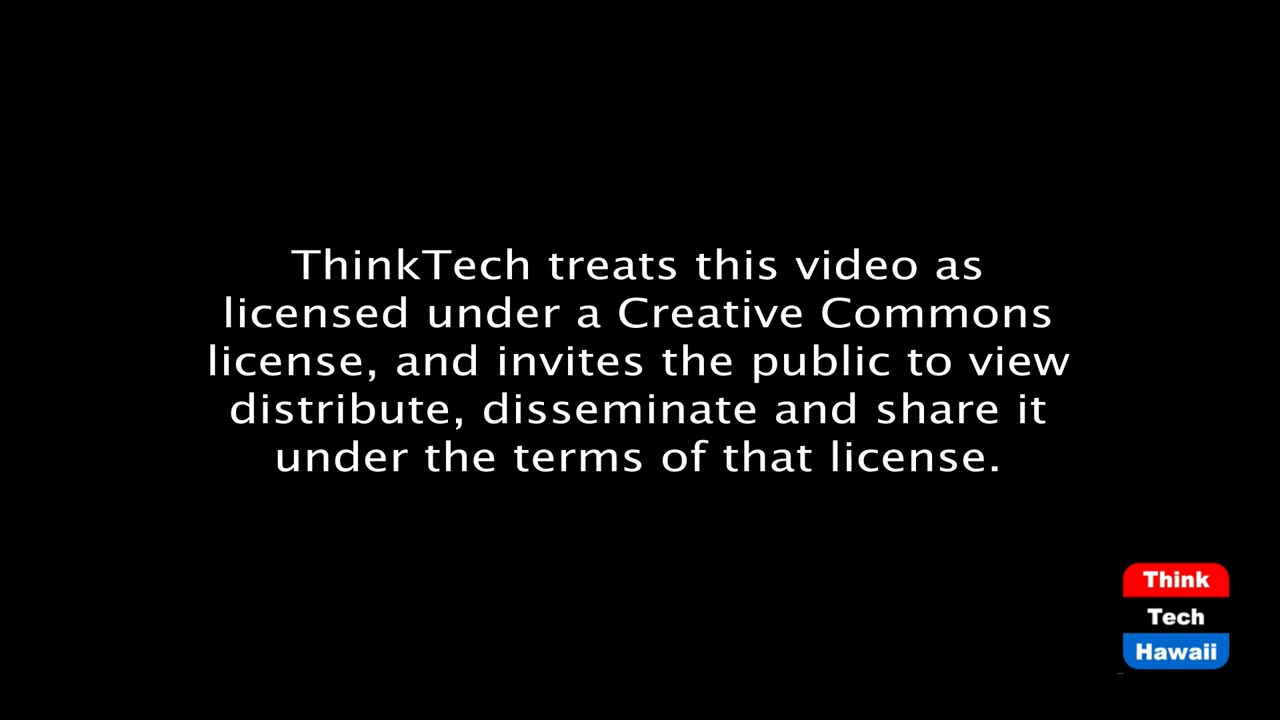 ThinkTech treats this video as
licensed under a Creative Commons
license, and invites the public to view
distribute, disseminate and share it
under the terms of that license.
Think
Tech
Hawaii